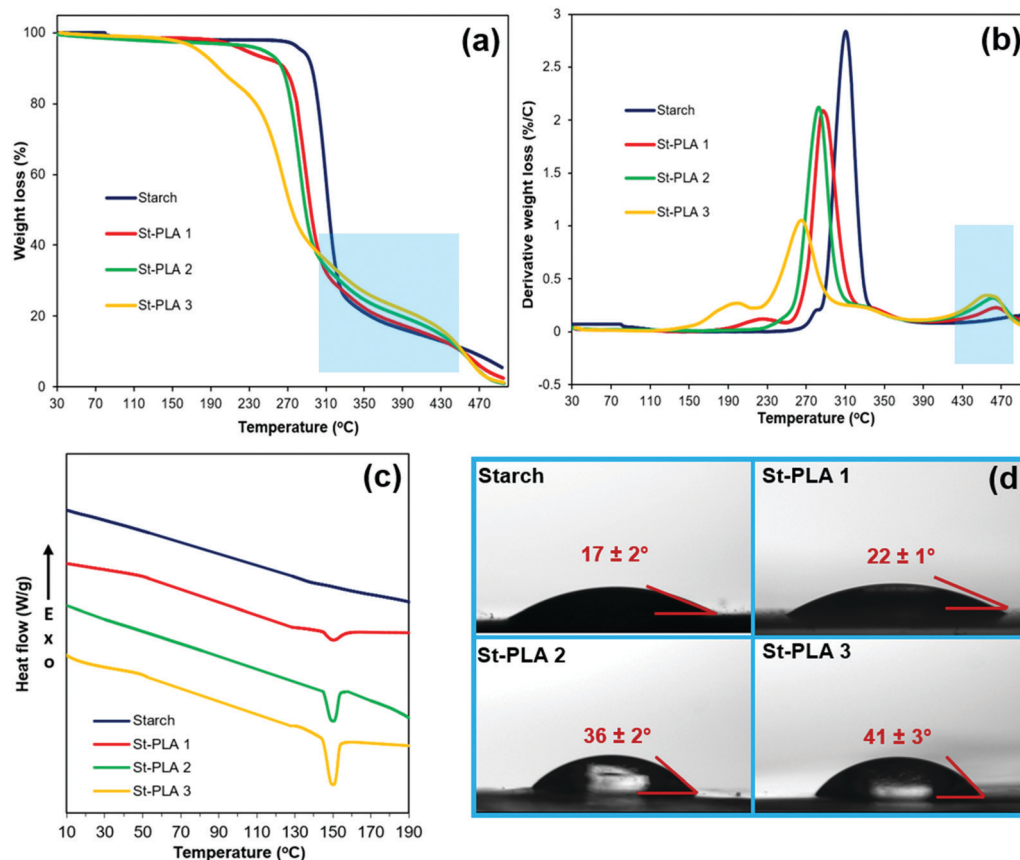 (a)
Weight loss (%)
100
80
60
40
20
0
Starch
St-PLA 1
St-PLA 2
St-PLA 3
30 70 110 150 190 230 270 310 350 390 430 470
Temperature (ºC)
(b)
Derivative weight loss (%/C)
3
2.5
2
1.5
1
0.5
0
-0.5
Starch
St-PLA 1
St-PLA 2
St-PLA 3
30 70 110 150 190 230 270 310 350 390 430 470
Temperature (ºC)
(c)
Heat flow (W/g)
E
x
o
Starch
St-PLA 1
St-PLA 2
St-PLA 3
10 30 50 70 90 110 130 150 170 190
Temperature (ºC)
(d)
Starch
17 ± 2°
St-PLA 1
22 ± 1°
St-PLA 2
36 ± 2°
St-PLA 3
41 ± 3°